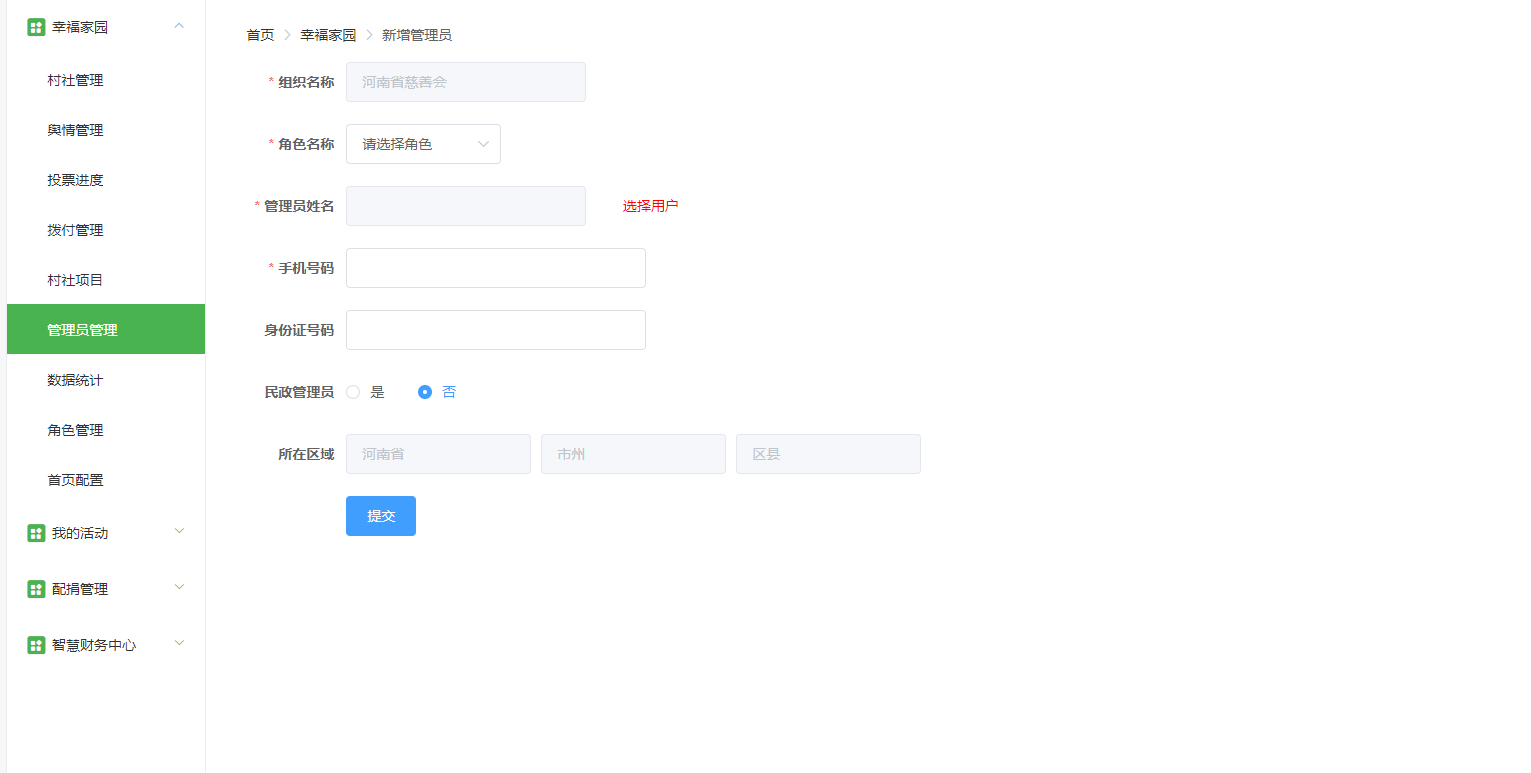 幸福家园
村社管理
舆情管理
投票进度
拨付管理
村社项目
管理员管理
数据统计
角色管理
首页配置
我的活动
配捐管理
智慧财务中心
首页 > 幸福家园 > 新增管理员
* 组织名称 河南省慈善会
* 角色名称 请选择角色
* 管理员姓名 选择用户
* 手机号码
身份证号码
民政管理员 是 否
所在区域 河南省 市州 区县
提交